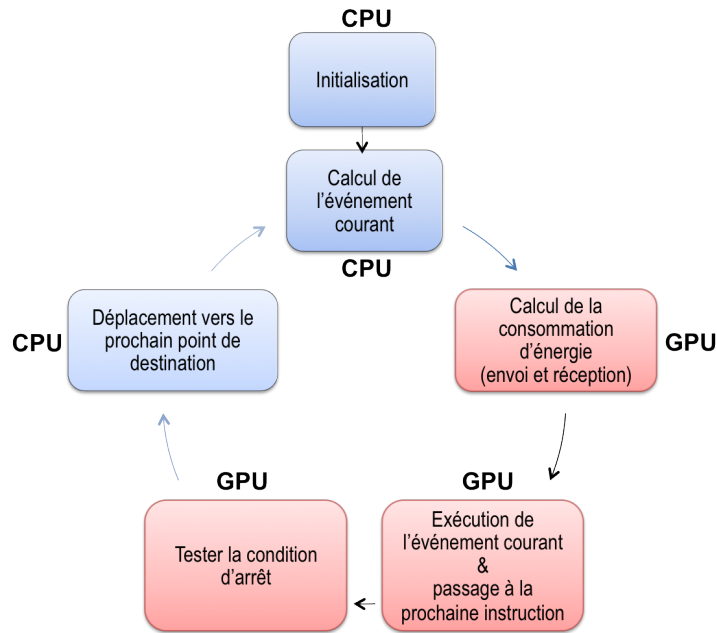 CPU
Initialisation
Calcul de
l'événement
courant
CPU
Calcul de la
consommation
d'énergie
(envoi et réception)
GPU
GPU
Exécution de
l'événement courant
&
passage à la
prochaine instruction
GPU
Tester la condition
d'arrêt
CPU
Déplacement vers le
prochain point de
destination